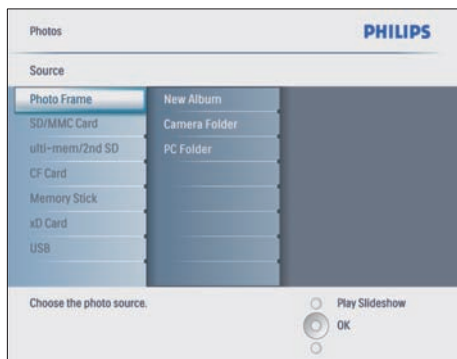 Photos
PHILIPS
Source
Photo Frame
SD/MMC Card
ulti-mem/2nd SD
CF Card
Memory Stick
xD Card
USB
New Album
Camera Folder
PC Folder
Choose the photo source.
Play Slideshow
OK